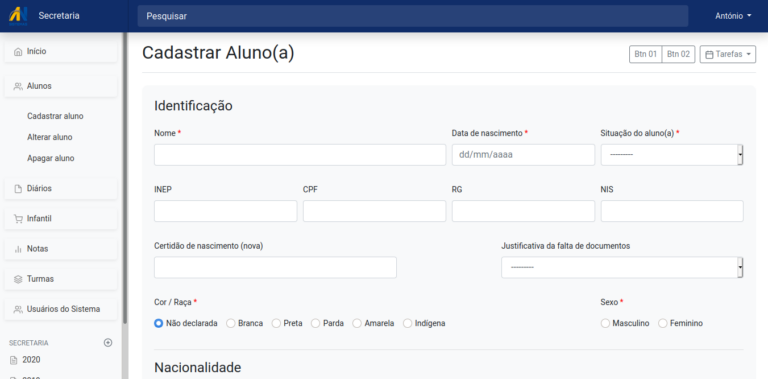 Secretaria
Pesquisar
António
Início
Alunos
Cadastrar aluno
Alterar aluno
Apagar aluno
Diários
Infantil
Notas
Turmas
Usuários do Sistema
SECRETARIA
2020
Cadastrar Aluno(a)
Btn 01 Btn 02 Tarefas
Identificação
Nome * Data de nascimento * Situação do aluno(a) *
dd/mm/aaaa ---------
INEP CPF RG NIS
Certidão de nascimento (nova) Justificativa da falta de documentos
---------
Cor / Raça * Sexo *
Não declarada Branca Preta Parda Amarela Indígena Masculino Feminino
Nacionalidade